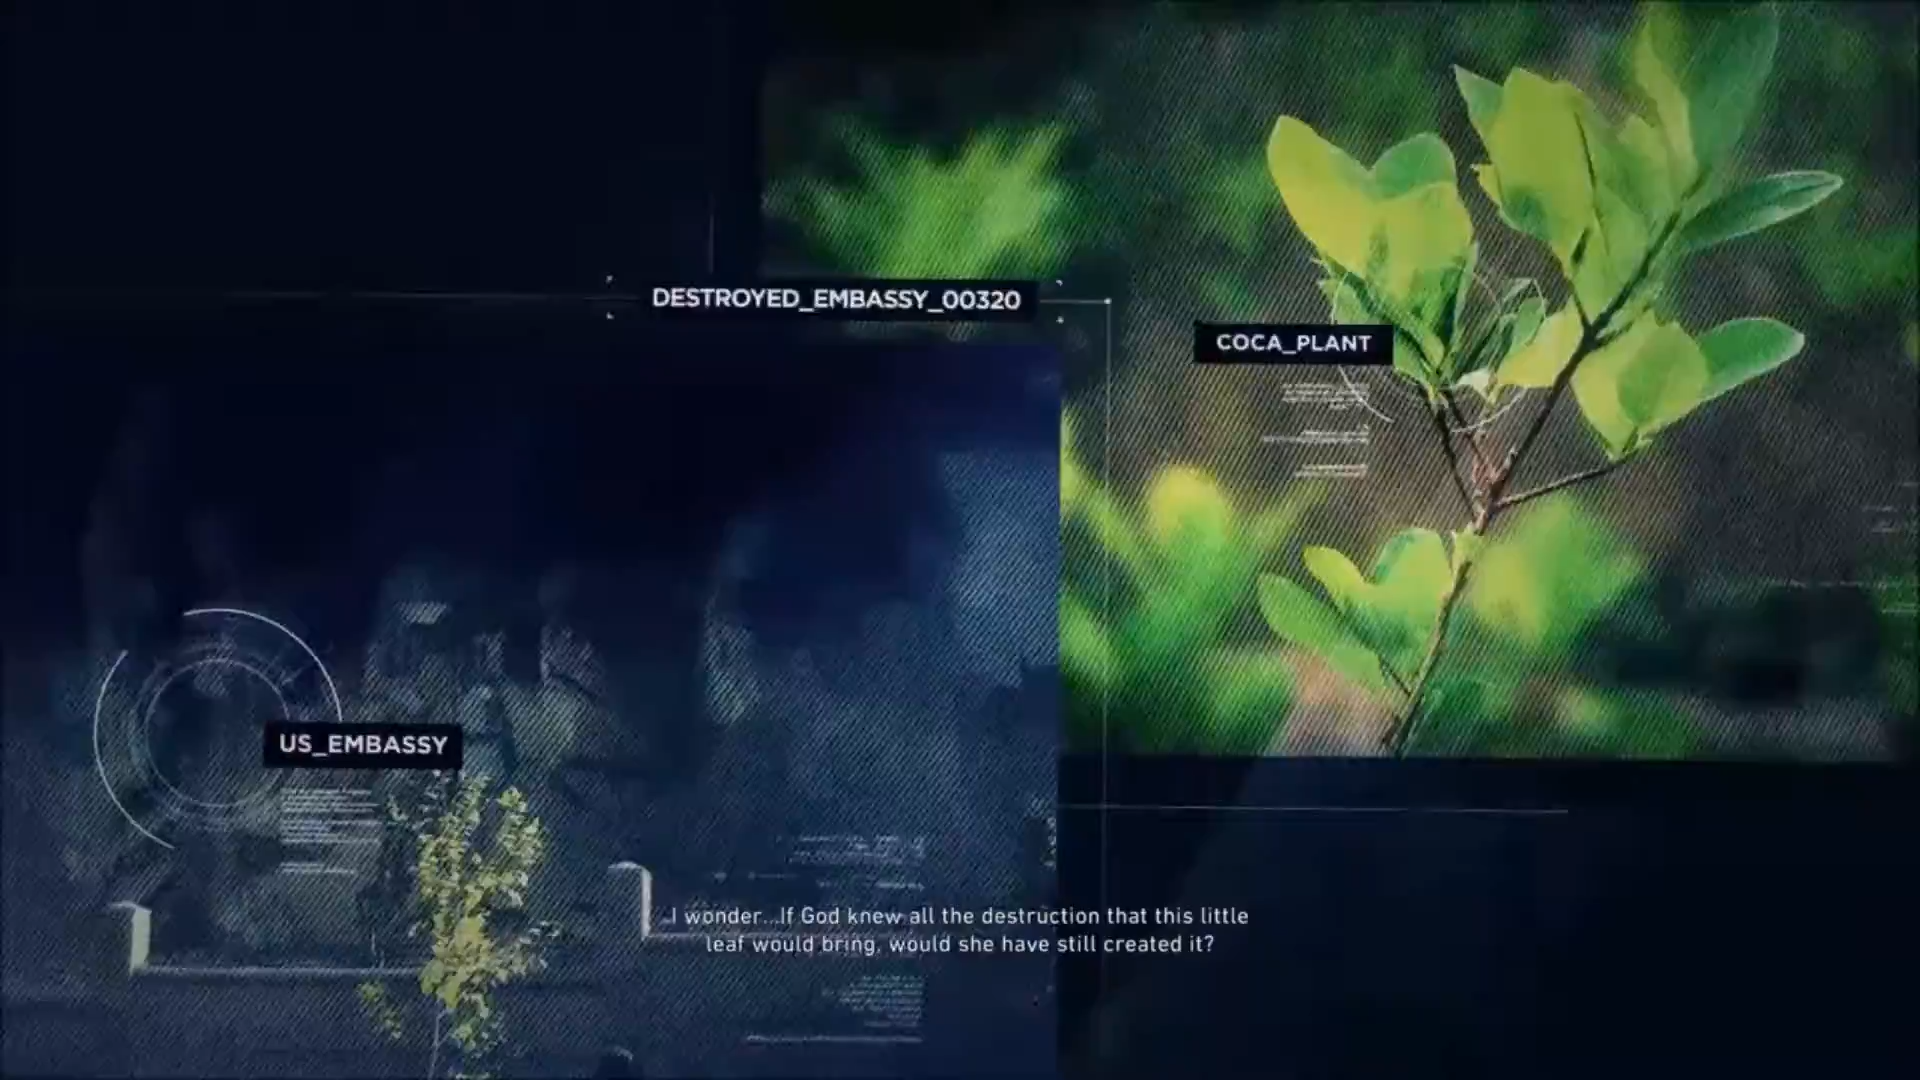 DESTROYED_EMBASSY_00320
COCA_PLANT
US_EMBASSY
I wonder...If God knew all the destruction that this little
leaf would bring, would she have still created it?